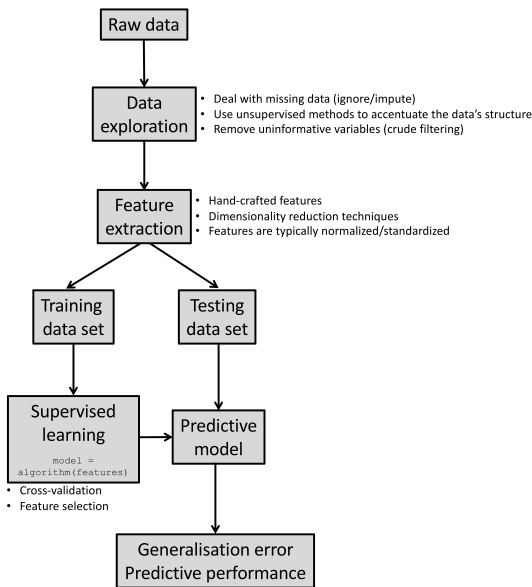 Raw data
Data
exploration
• Deal with missing data (ignore/impute)
• Use unsupervised methods to accentuate the data's structure
• Remove uninformative variables (crude filtering)
Feature
extraction
• Hand-crafted features
• Dimensionality reduction techniques
• Features are typically normalized/standardized
Training
data set
Testing
data set
Supervised
learning
model =
algorithm(features)
• Cross-validation
• Feature selection
Predictive
model
Generalisation error
Predictive performance